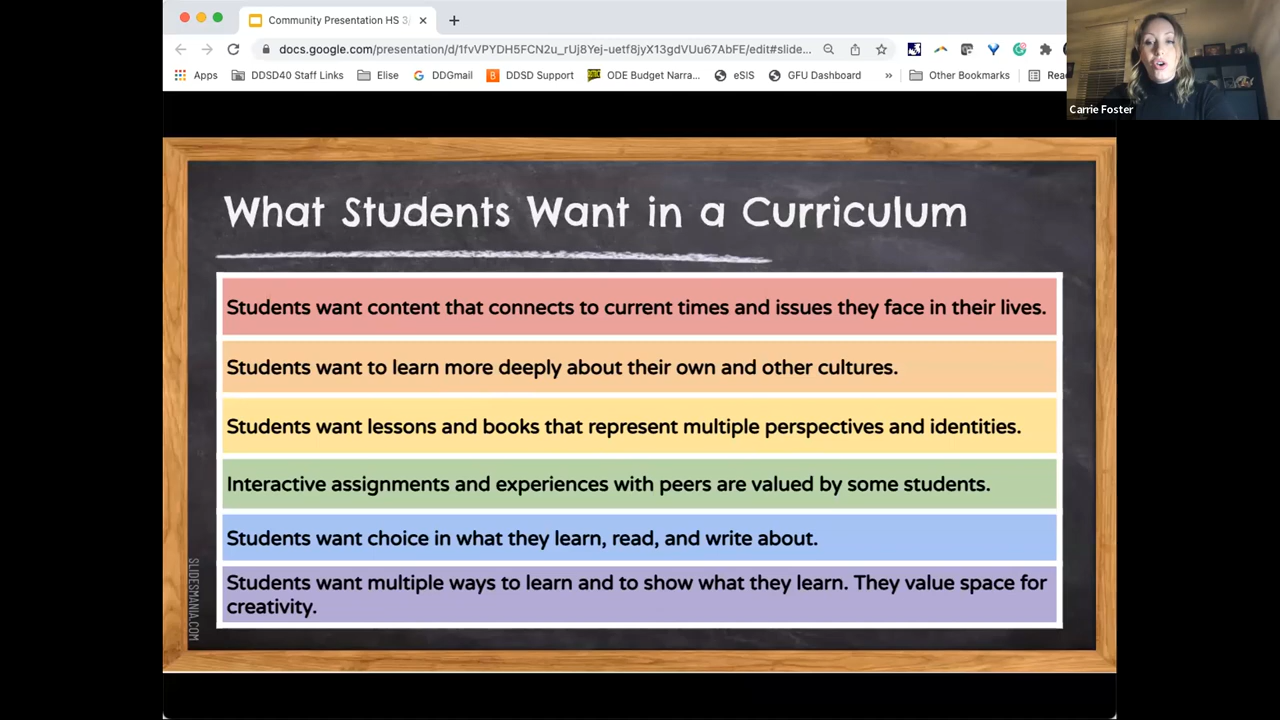 Community Presentation HS 3/
docs.google.com/presentation/d/1fvVPYDH5FCN2u_rUj8Yej-uetf8jyX13gdVUu67AbFE/edit#slide...
Apps DDSD40 Staff Links Elise DDGmail DDSD Support ODE Budget Narra... eSIS GFU Dashboard » Other Bookmarks Rea
Carrie Foster
What Students Want in a Curriculum
Students want content that connects to current times and issues they face in their lives.
Students want to learn more deeply about their own and other cultures.
Students want lessons and books that represent multiple perspectives and identities.
Interactive assignments and experiences with peers are valued by some students.
Students want choice in what they learn, read, and write about.
Students want multiple ways to learn and to show what they learn. They value space for
creativity.
SLIDESMANIA.COM